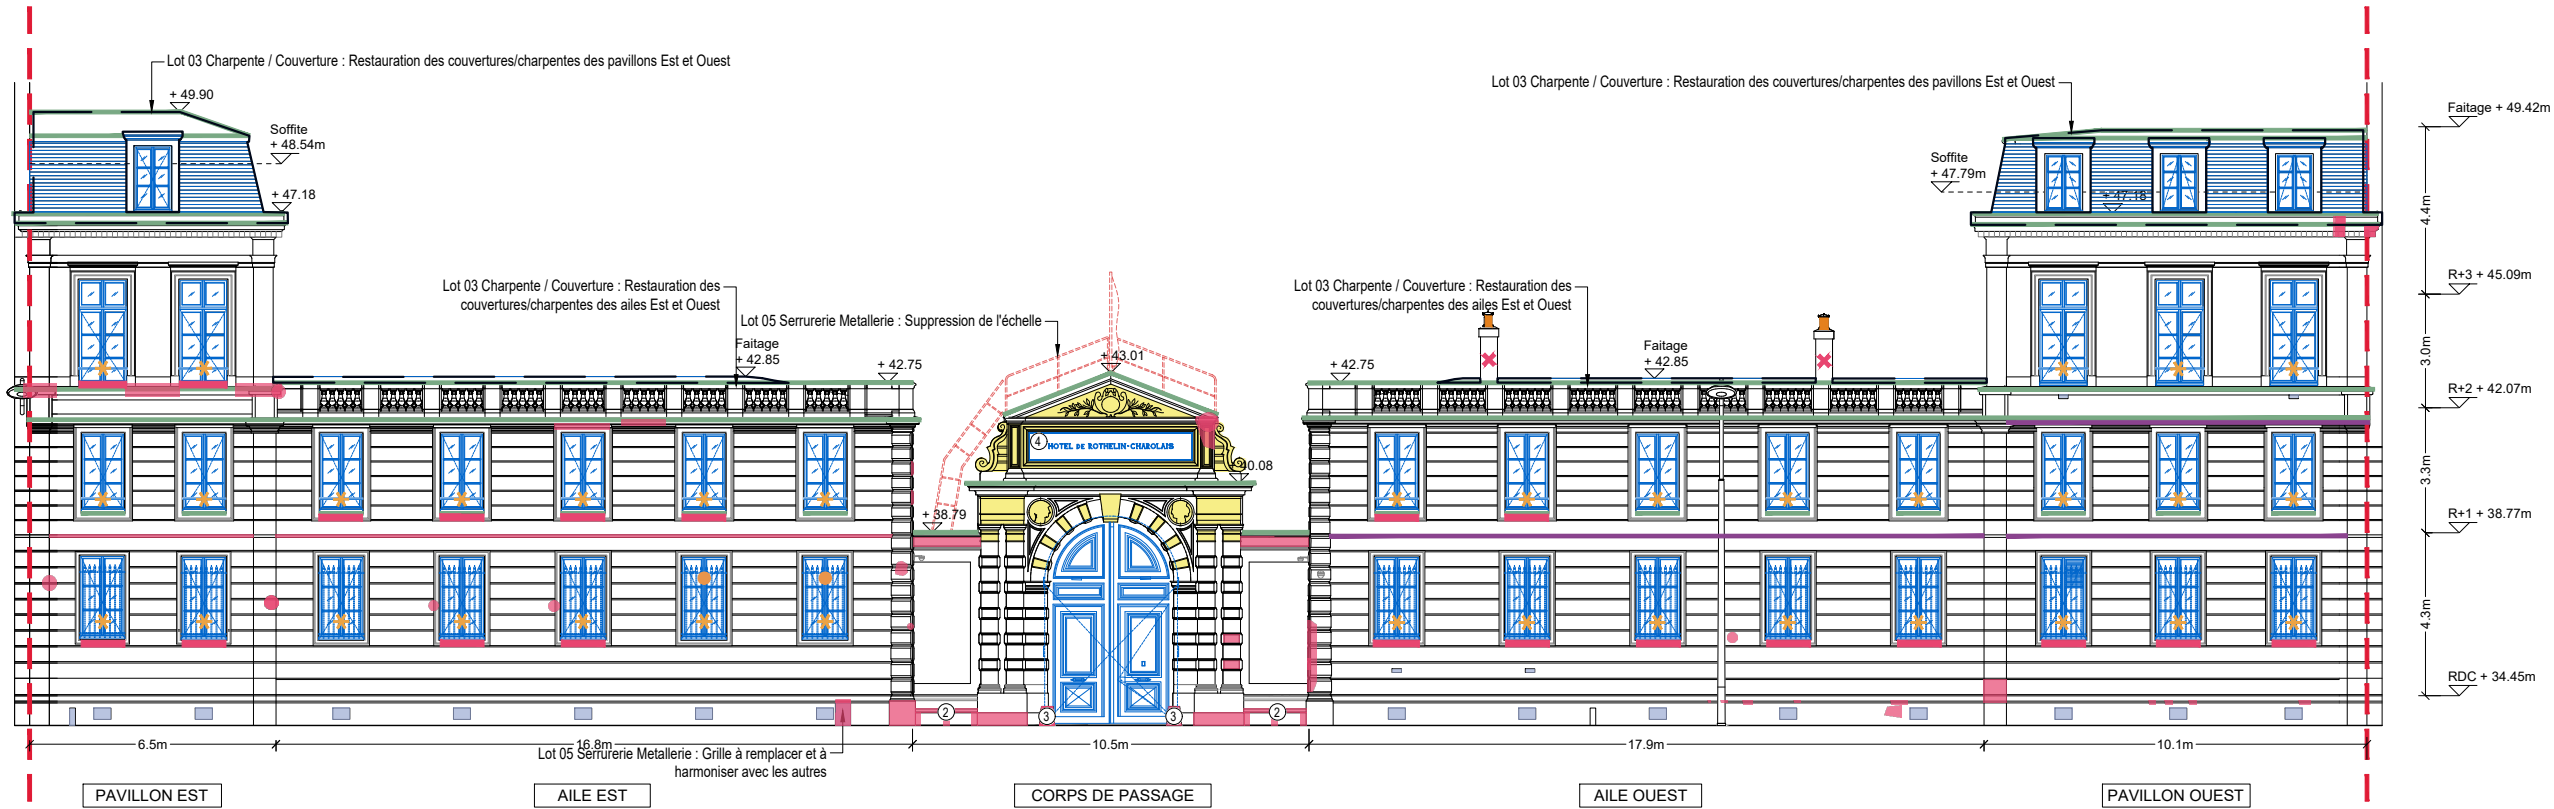 Lot 03 Charpente / Couverture : Restauration des couvertures/charpentes des pavillons Est et Ouest
Lot 03 Charpente / Couverture : Restauration des couvertures/charpentes des pavillons Est et Ouest
+ 49.90
Faitage + 49.42m
Soffite
+ 48.54m
Soffite
+ 47.79m
+ 47.18
+ 47.18
4.4m
R+3 + 45.09m
Lot 03 Charpente / Couverture : Restauration des
couvertures/charpentes des ailes Est et Ouest
Lot 03 Charpente / Couverture : Restauration des
couvertures/charpentes des ailes Est et Ouest
Lot 05 Serrurerie Metallerie : Suppression de l'échelle
Faitage
+ 42.85
+ 42.75
+ 43.01
+ 42.75
Faitage
+ 42.85
3.0m
R+2 + 42.07m
4
HOTEL DE ROTHELIN-CHAROLAIS
40.08
3.3m
+ 38.79
R+1 + 38.77m
4.3m
RDC + 34.45m
2
3
3
2
6.5m
16.8m
10.5m
17.9m
10.1m
Lot 05 Serrurerie Metallerie : Grille à remplacer et à
harmoniser avec les autres
PAVILLON EST
AILE EST
CORPS DE PASSAGE
AILE OUEST
PAVILLON OUEST